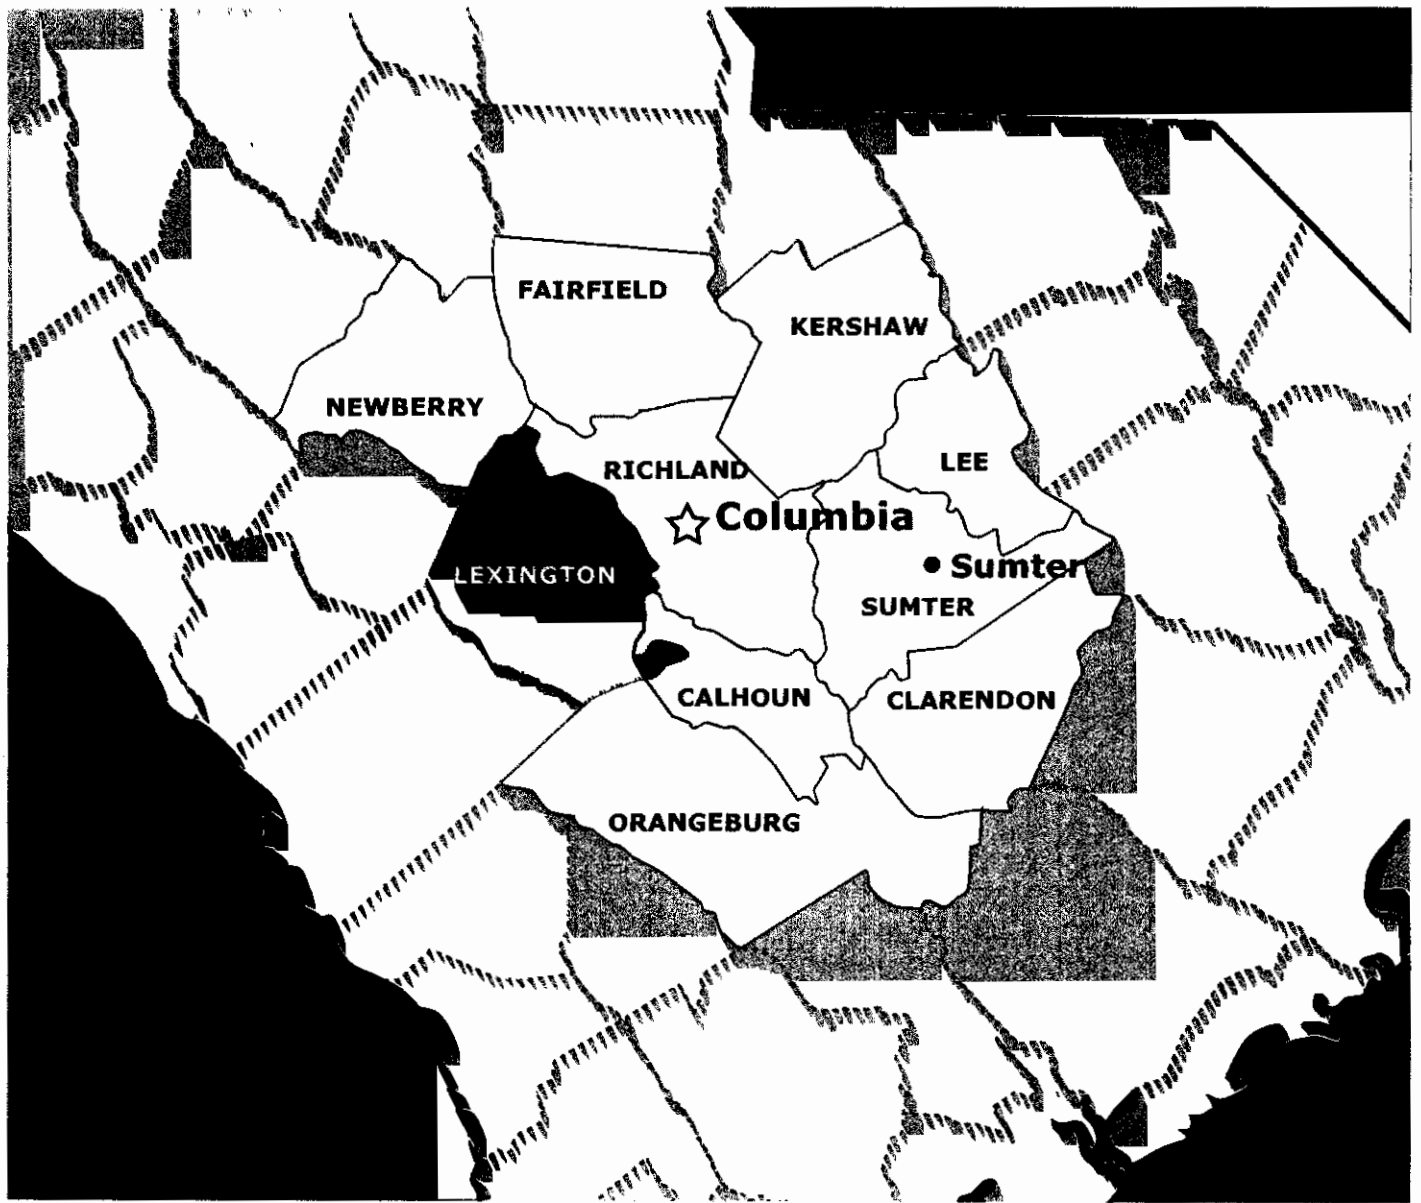 FAIRFIELD
KERSHAW
NEWBERRY
LEE
RICHLAND
Columbia
Sumter
LEXINGTON
SUMTER
CALHOUN
CLARENDON
ORANGEBURG